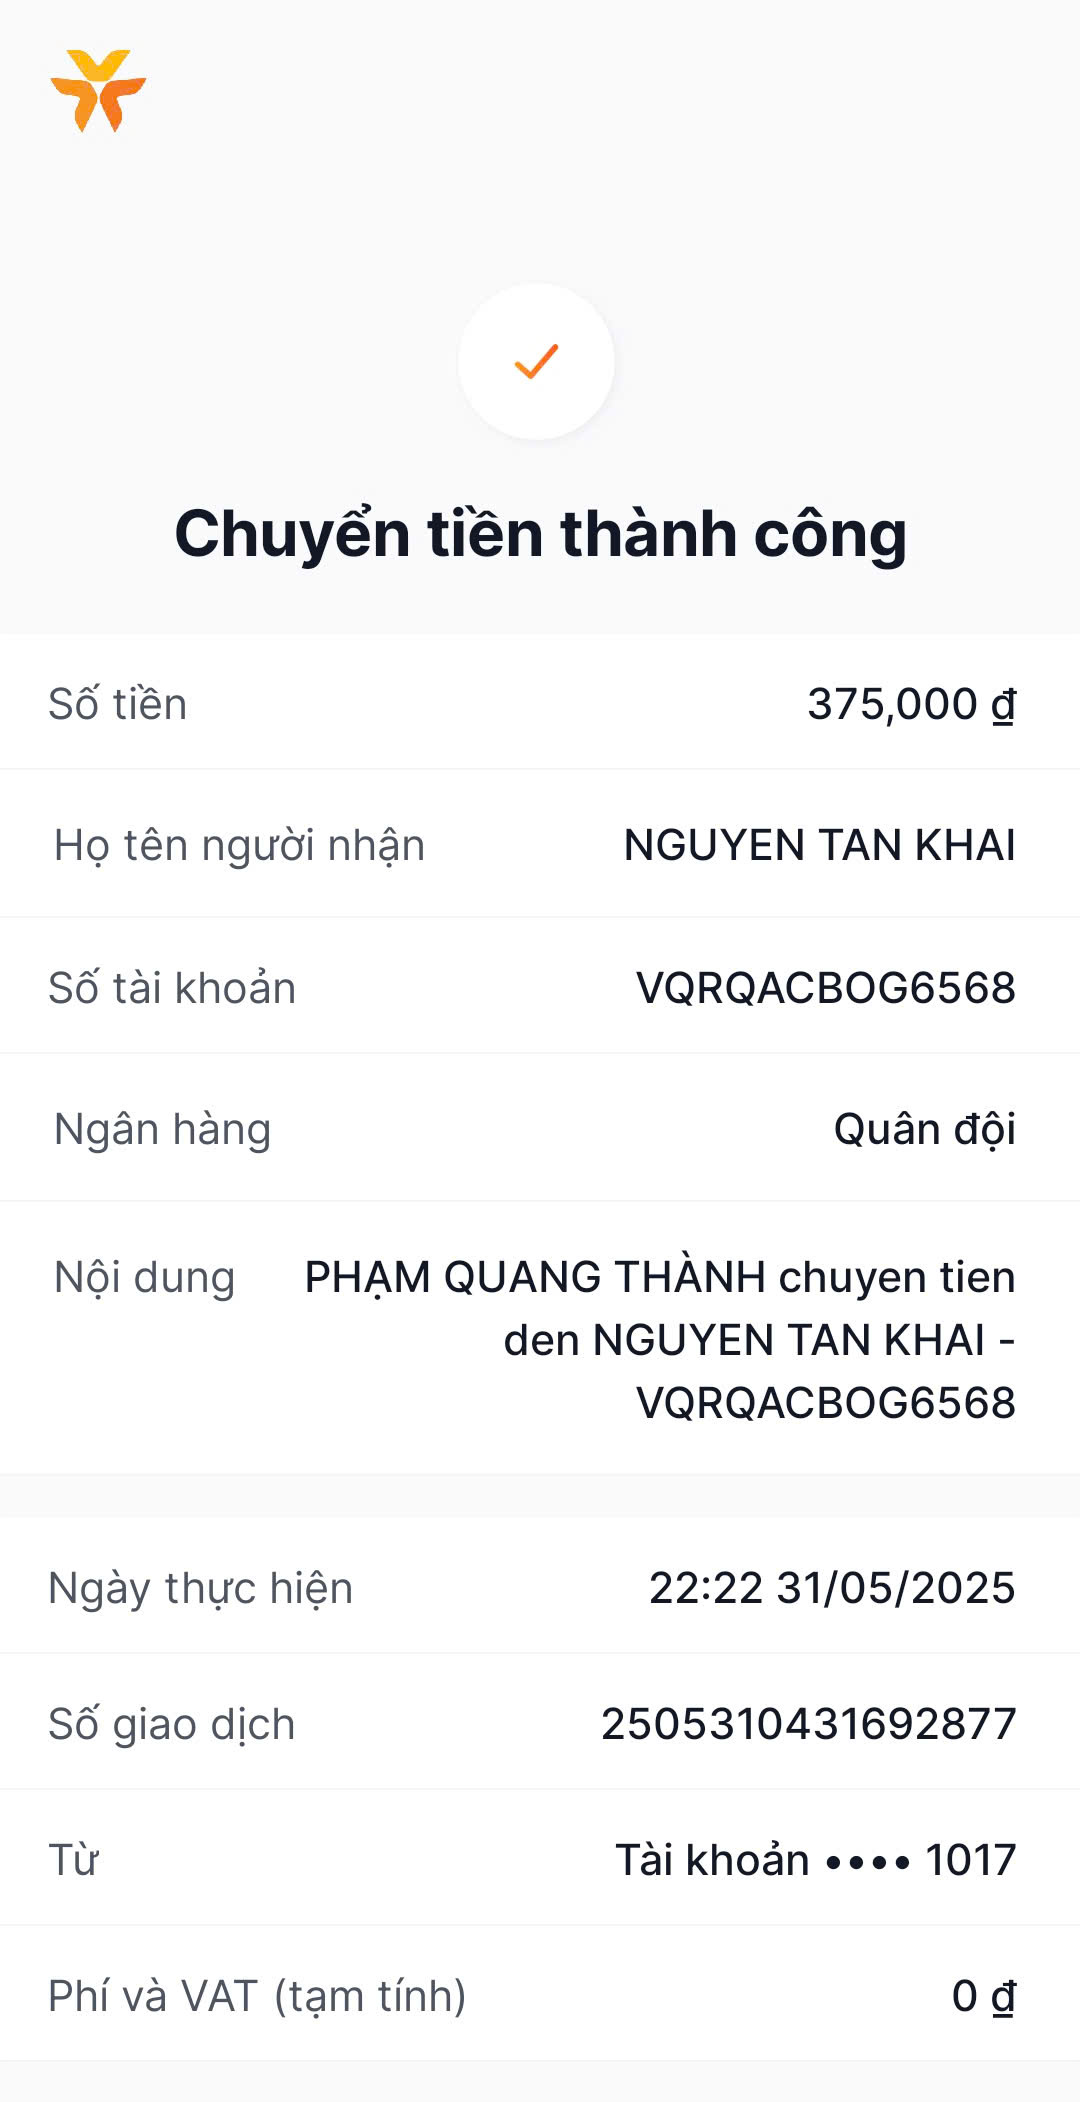 Chuyển tiền thành công
Số tiền 375,000 ₫
Họ tên người nhận NGUYEN TAN KHAI
Số tài khoản VQRQACBOG6568
Ngân hàng Quân đội
Nội dung PHẠM QUANG THÀNH chuyen tien
den NGUYEN TAN KHAI -
VQRQACBOG6568
Ngày thực hiện 22:22 31/05/2025
Số giao dịch 2505310431692877
Từ Tài khoản •••• 1017
Phí và VAT (tạm tính) 0 ₫